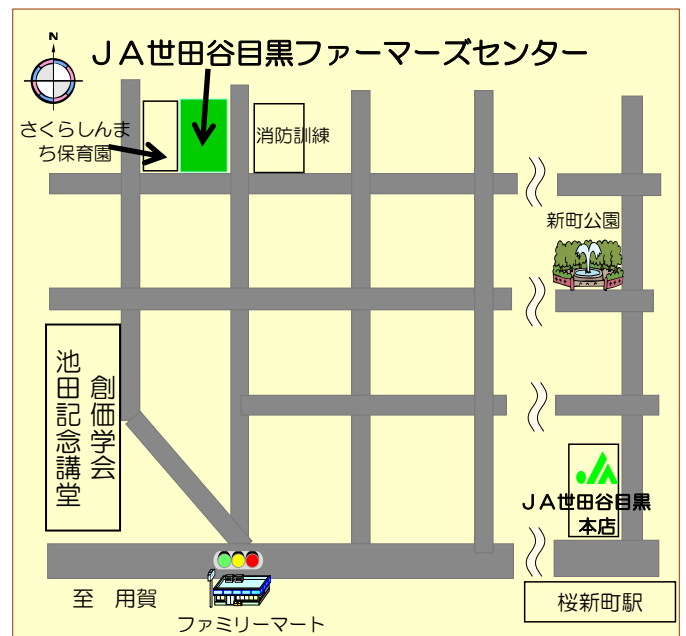 N
JA世田谷目黒ファーマーズセンター
さくらしんま
ち保育園
消防訓練
新町公園
創価学会
池田記念講堂
JA世田谷目黒
本店
至 用賀
ファミリーマート
桜新町駅